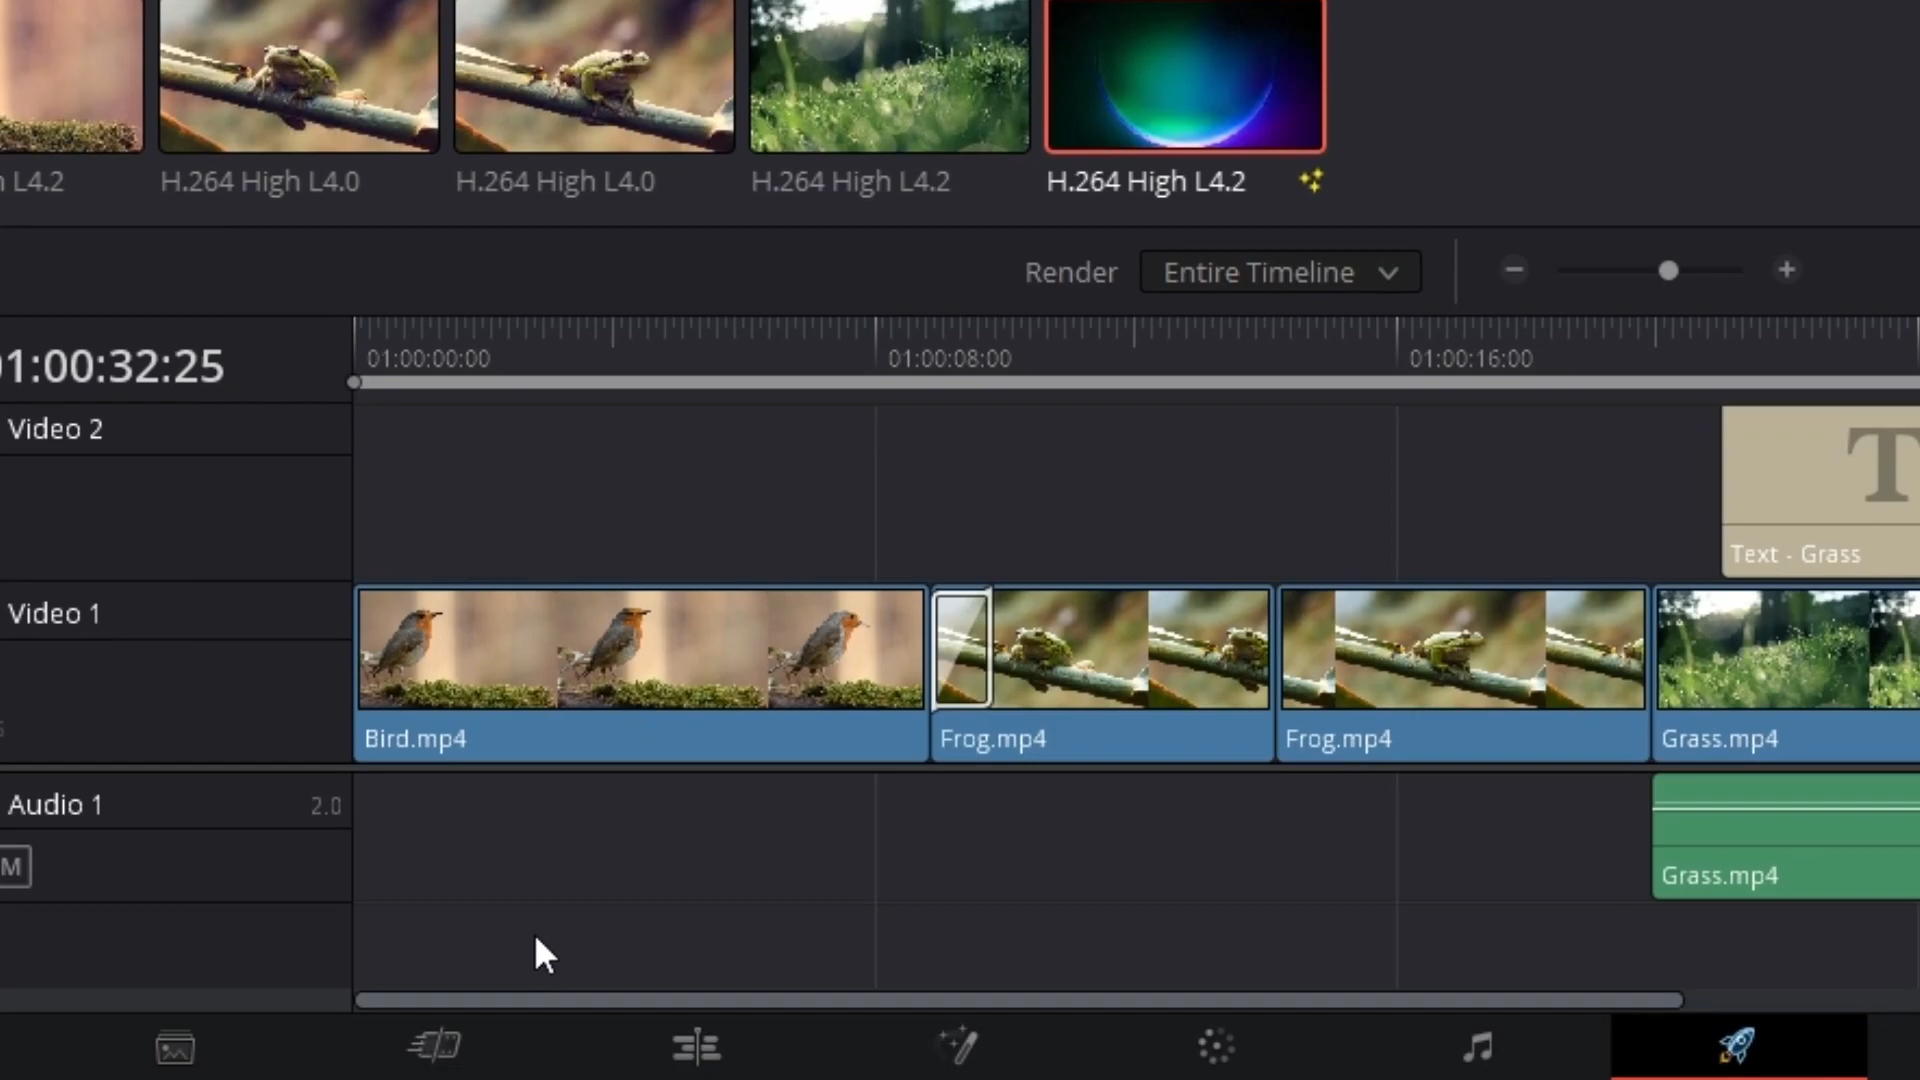 L4.2
H.264 High L4.0
H.264 High L4.0
H.264 High L4.2
H.264 High L4.2
Render
Entire Timeline
01:00:00:00
01:00:08:00
01:00:16:00
01:00:32:25
Video 2
T
Text - Grass
Video 1
Bird.mp4
Frog.mp4
Frog.mp4
Grass.mp4
Audio 1
2.0
M
Grass.mp4